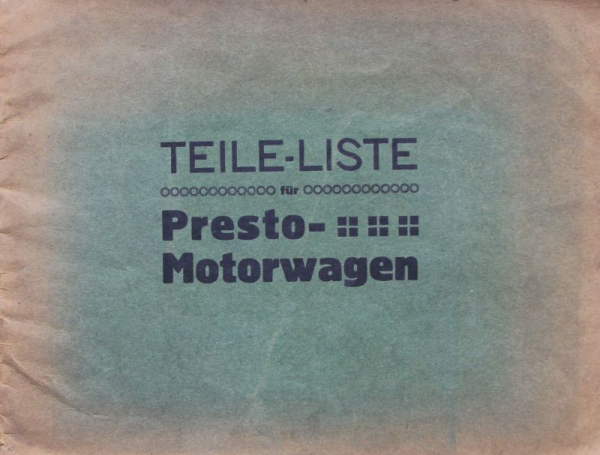 TEILE-LISTE
für
Presto-
Motorwagen